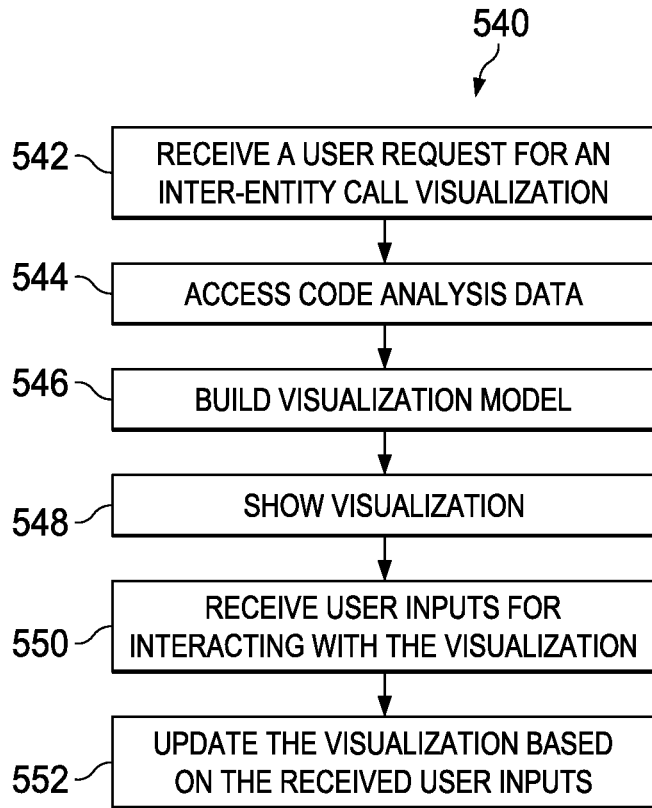 540
542
RECEIVE A USER REQUEST FOR AN
INTER-ENTITY CALL VISUALIZATION
544
ACCESS CODE ANALYSIS DATA
546
BUILD VISUALIZATION MODEL
548
SHOW VISUALIZATION
550
RECEIVE USER INPUTS FOR
INTERACTING WITH THE VISUALIZATION
552
UPDATE THE VISUALIZATION BASED
ON THE RECEIVED USER INPUTS